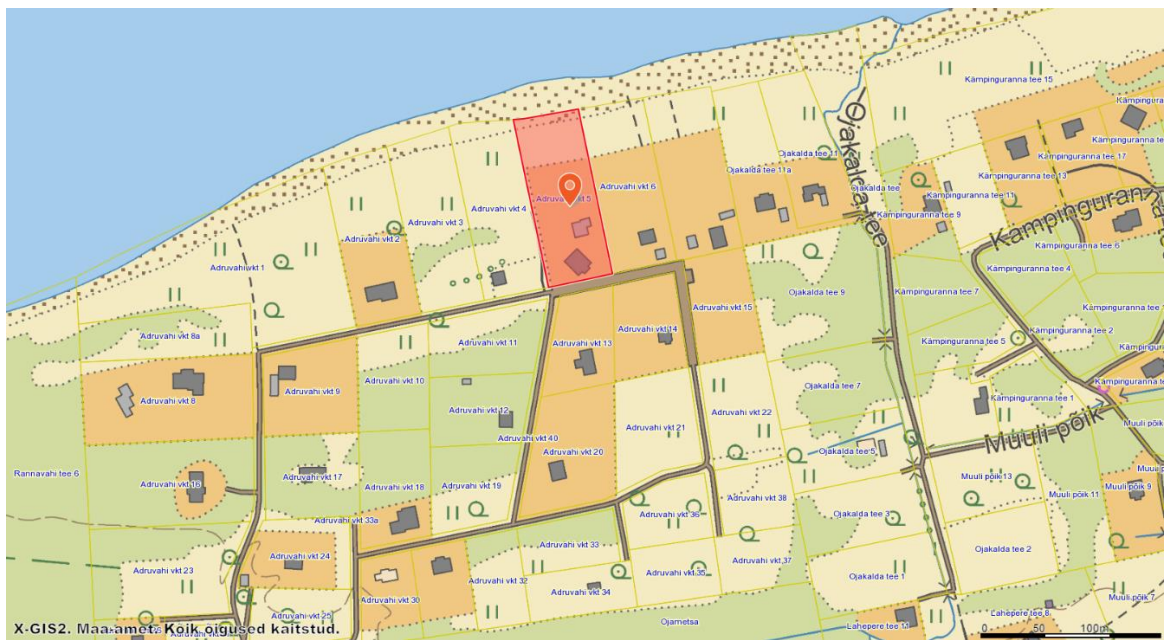 Kämpinguranna tee 15
Kämpingura
Kämpinguranna tee 17
Ojakalda tee 11
Ojakalda tee 11a
Ojakalda tee
Kämpinguranna tee 13
Kämpinguranna tee 11
Kämpinguranna tee 9
Ojakalda tee
Kämpinguranna
Adruvahi vkt 6
Adruvahi vkt 5
Adruvahi vkt 4
Adruvahi vkt 3
Adruvahi vkt 2
Adruvahi vkt 1
Kämpinguranna tee 6
Kämpinguranna tee 4
Kämpinguranna tee 7
Ojakalda tee 9
Adruvahi vkt 15
Adruvahi vkt 14
Adruvahi vkt 13
Adruvahi vkt 11
Adruvahi vkt 8a
Kämpinguranna tee 2
Kämpinguranna tee 5
Adruvahi vkt 10
Adruvahi vkt 9
Adruvahi vkt 8
Ojakalda tee 7
Kämpinguranna tee 1
Adruvahi vkt 12
Adruvahi vkt 22
Adruvahi vkt 21
Adruvahi vkt 40
Muuli põik
Adruvahi vkt 20
Ojakalda tee 5
Rannavahi tee 6
Adruvahi vkt 17
Adruvahi vkt 16
Adruvahi vkt 18
Adruvahi vkt 19
Muuli põik 13
Muuli põik 11
Muuli põik 9
Adruvahi vkt 38
Adruvahi vkt 36
Ojakalda tee 3
Adruvahi vkt 33a
Adruvahi vkt 33
Ojakalda tee 2
Adruvahi vkt 24
Adruvahi vkt 23
Adruvahi vkt 37
Adruvahi vkt 35
Adruvahi vkt 32
Adruvahi vkt 34
Ojakalda tee 1
Adruvahi vkt 30
Muuli põik 7
Adruvahi vkt 25
Lahepere tee 8
Ojametsa
Lahepere tee 11
X-GIS2. Maa-amet. Kõik õigused kaitstud.
0 50 100m